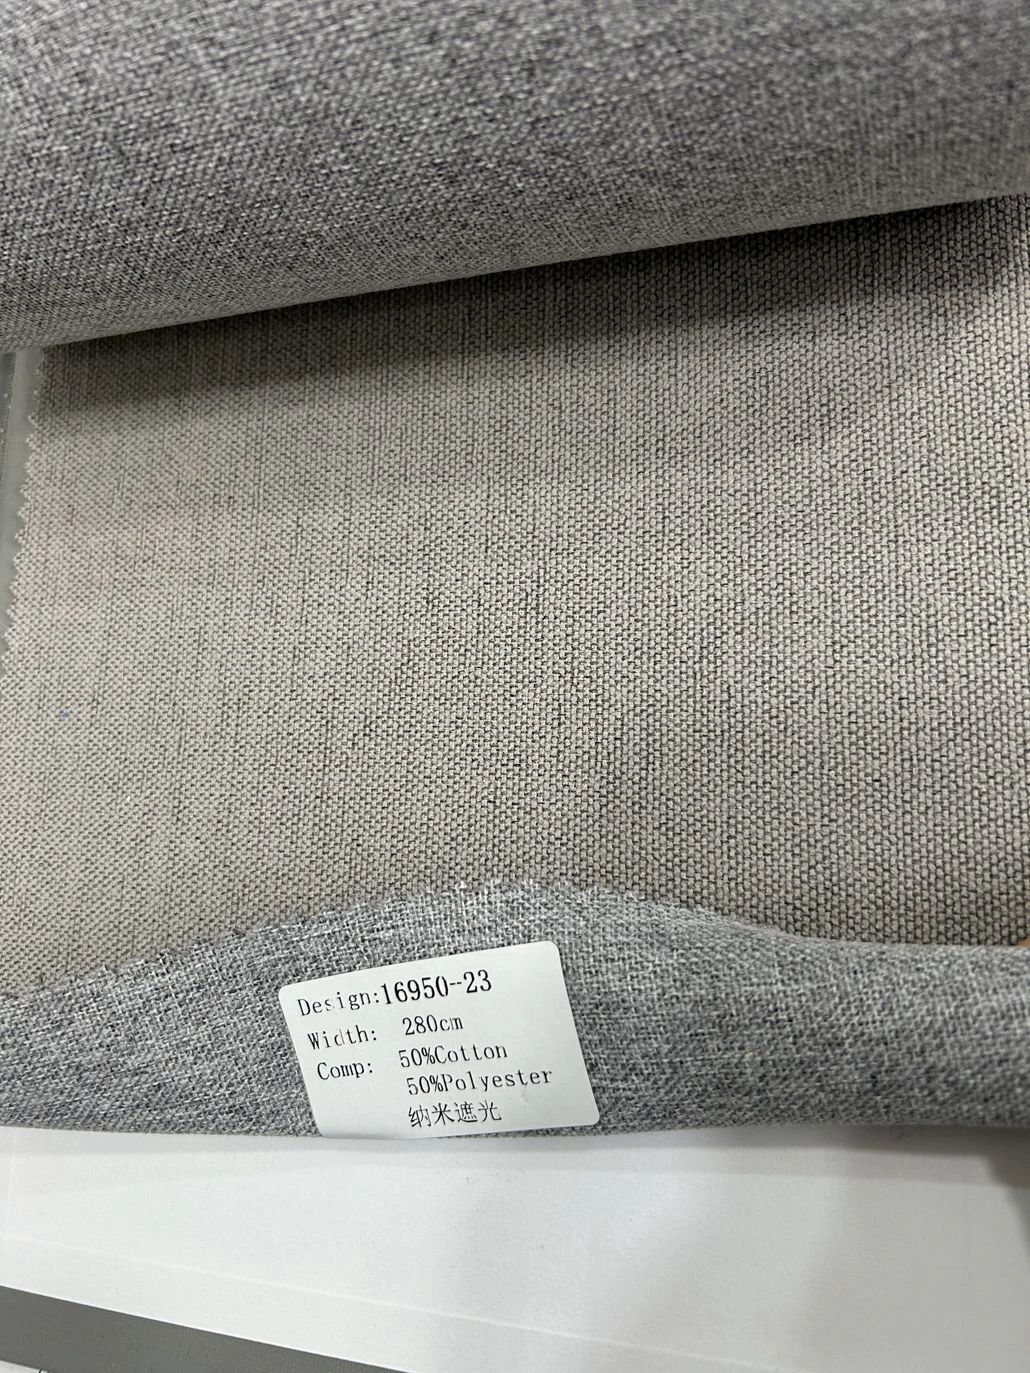 Design:16950--23
Width: 280cm
Comp: 50%Cotton
50%Polyester
纳米遮光